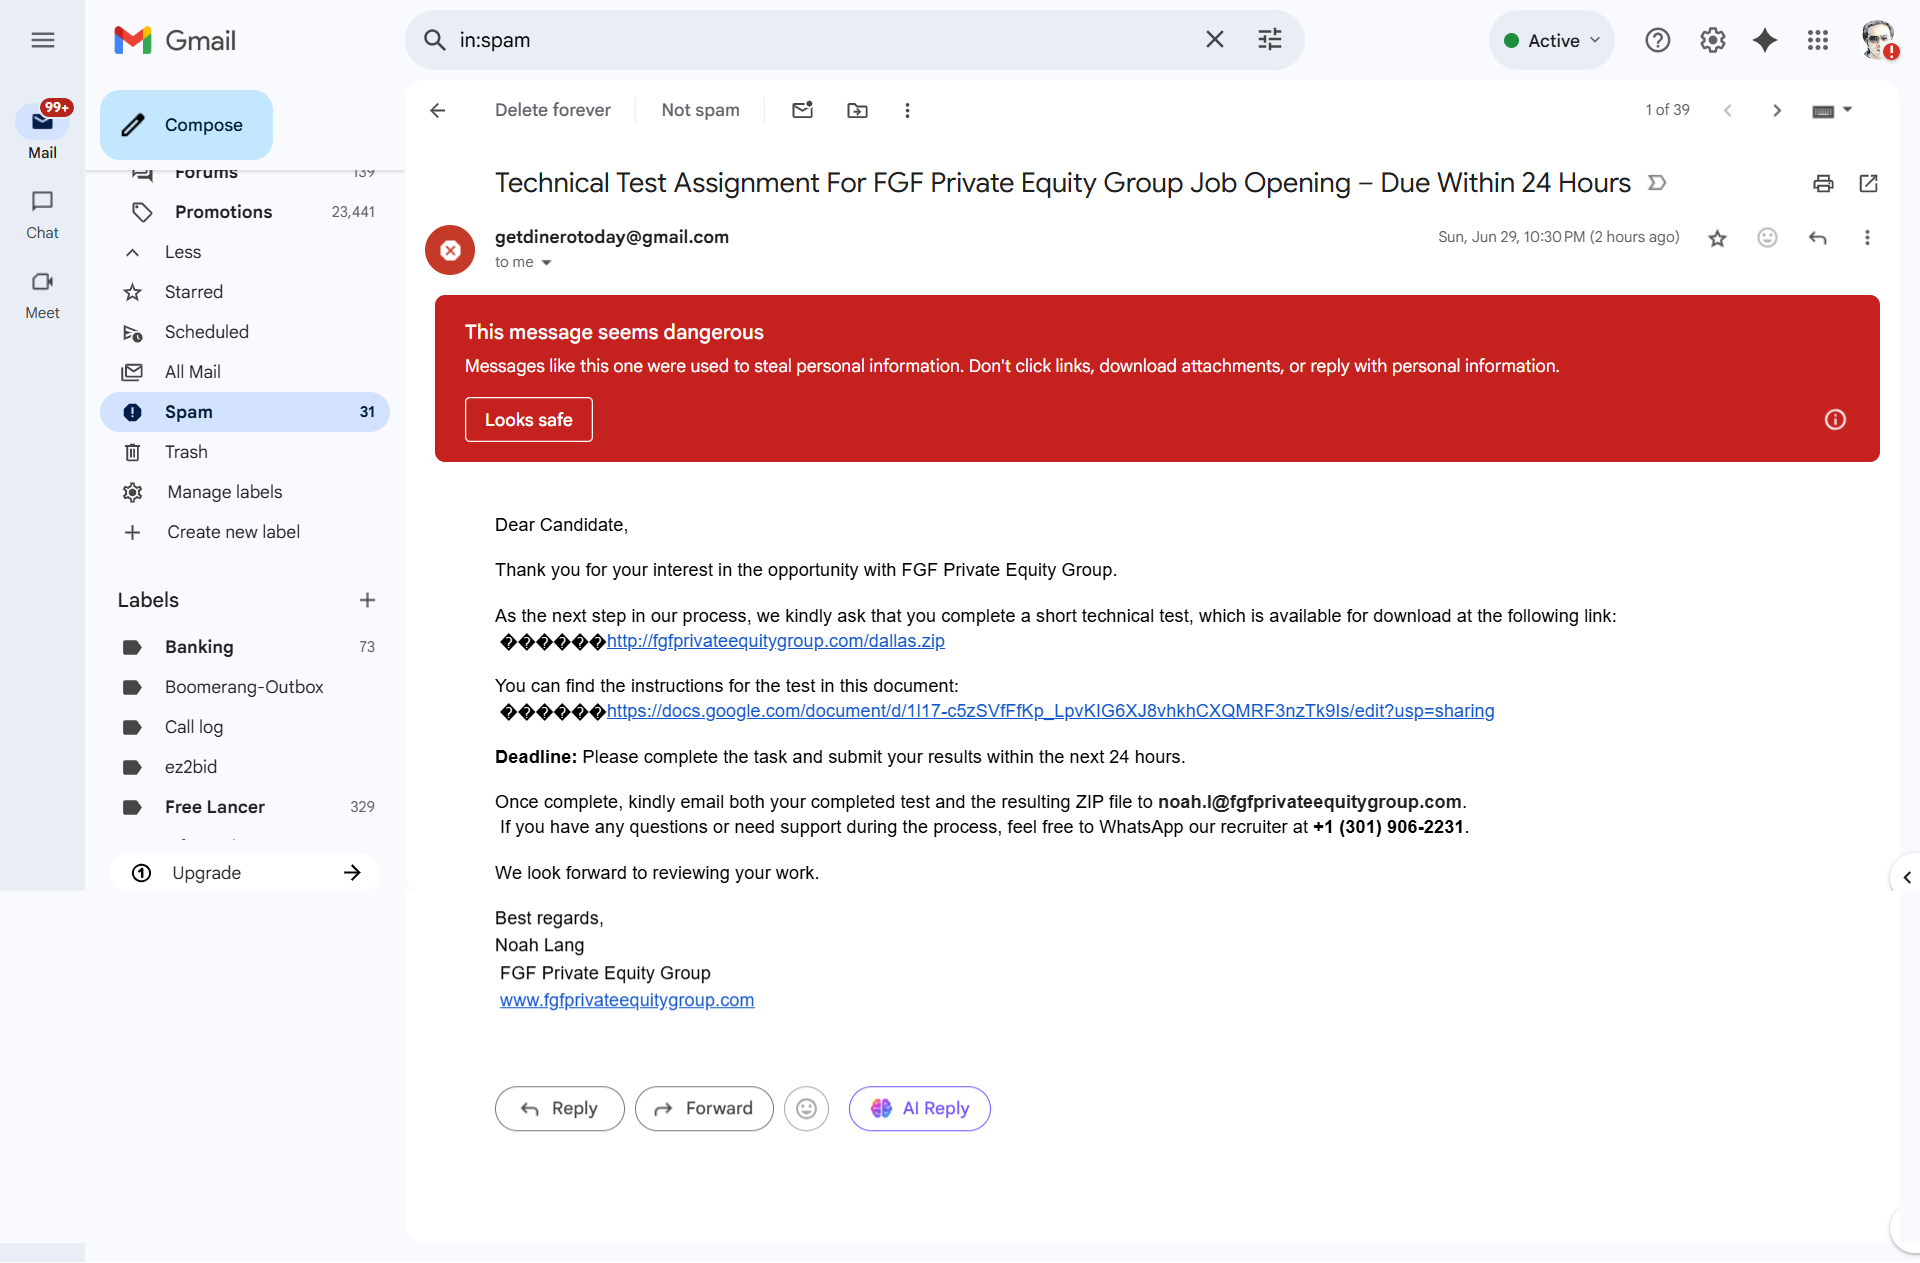 Gmail
in:spam
Active
99+
Mail
Chat
Meet
Compose
Forums 139
Promotions 23,441
Less
Starred
Scheduled
All Mail
Spam 31
Trash
Manage labels
Create new label
Labels
Banking 73
Boomerang-Outbox
Call log
ez2bid
Free Lancer 329
Upgrade
Delete forever
Not spam
1 of 39
Technical Test Assignment For FGF Private Equity Group Job Opening – Due Within 24 Hours
getdinerotoday@gmail.com
Sun, Jun 29, 10:30 PM (2 hours ago)
to me
This message seems dangerous
Messages like this one were used to steal personal information. Don't click links, download attachments, or reply with personal information.
Looks safe
Dear Candidate,
Thank you for your interest in the opportunity with FGF Private Equity Group.
As the next step in our process, we kindly ask that you complete a short technical test, which is available for download at the following link:
������http://fgfprivateequitygroup.com/dallas.zip
You can find the instructions for the test in this document:
������https://docs.google.com/document/d/1I17-c5zSVfFfKp_LpvKIG6XJ8vhkhCXQMRF3nzTk9Is/edit?usp=sharing
Deadline: Please complete the task and submit your results within the next 24 hours.
Once complete, kindly email both your completed test and the resulting ZIP file to noah.l@fgfprivateequitygroup.com.
If you have any questions or need support during the process, feel free to WhatsApp our recruiter at +1 (301) 906-2231.
We look forward to reviewing your work.
Best regards,
Noah Lang
FGF Private Equity Group
www.fgfprivateequitygroup.com
Reply
Forward
AI Reply